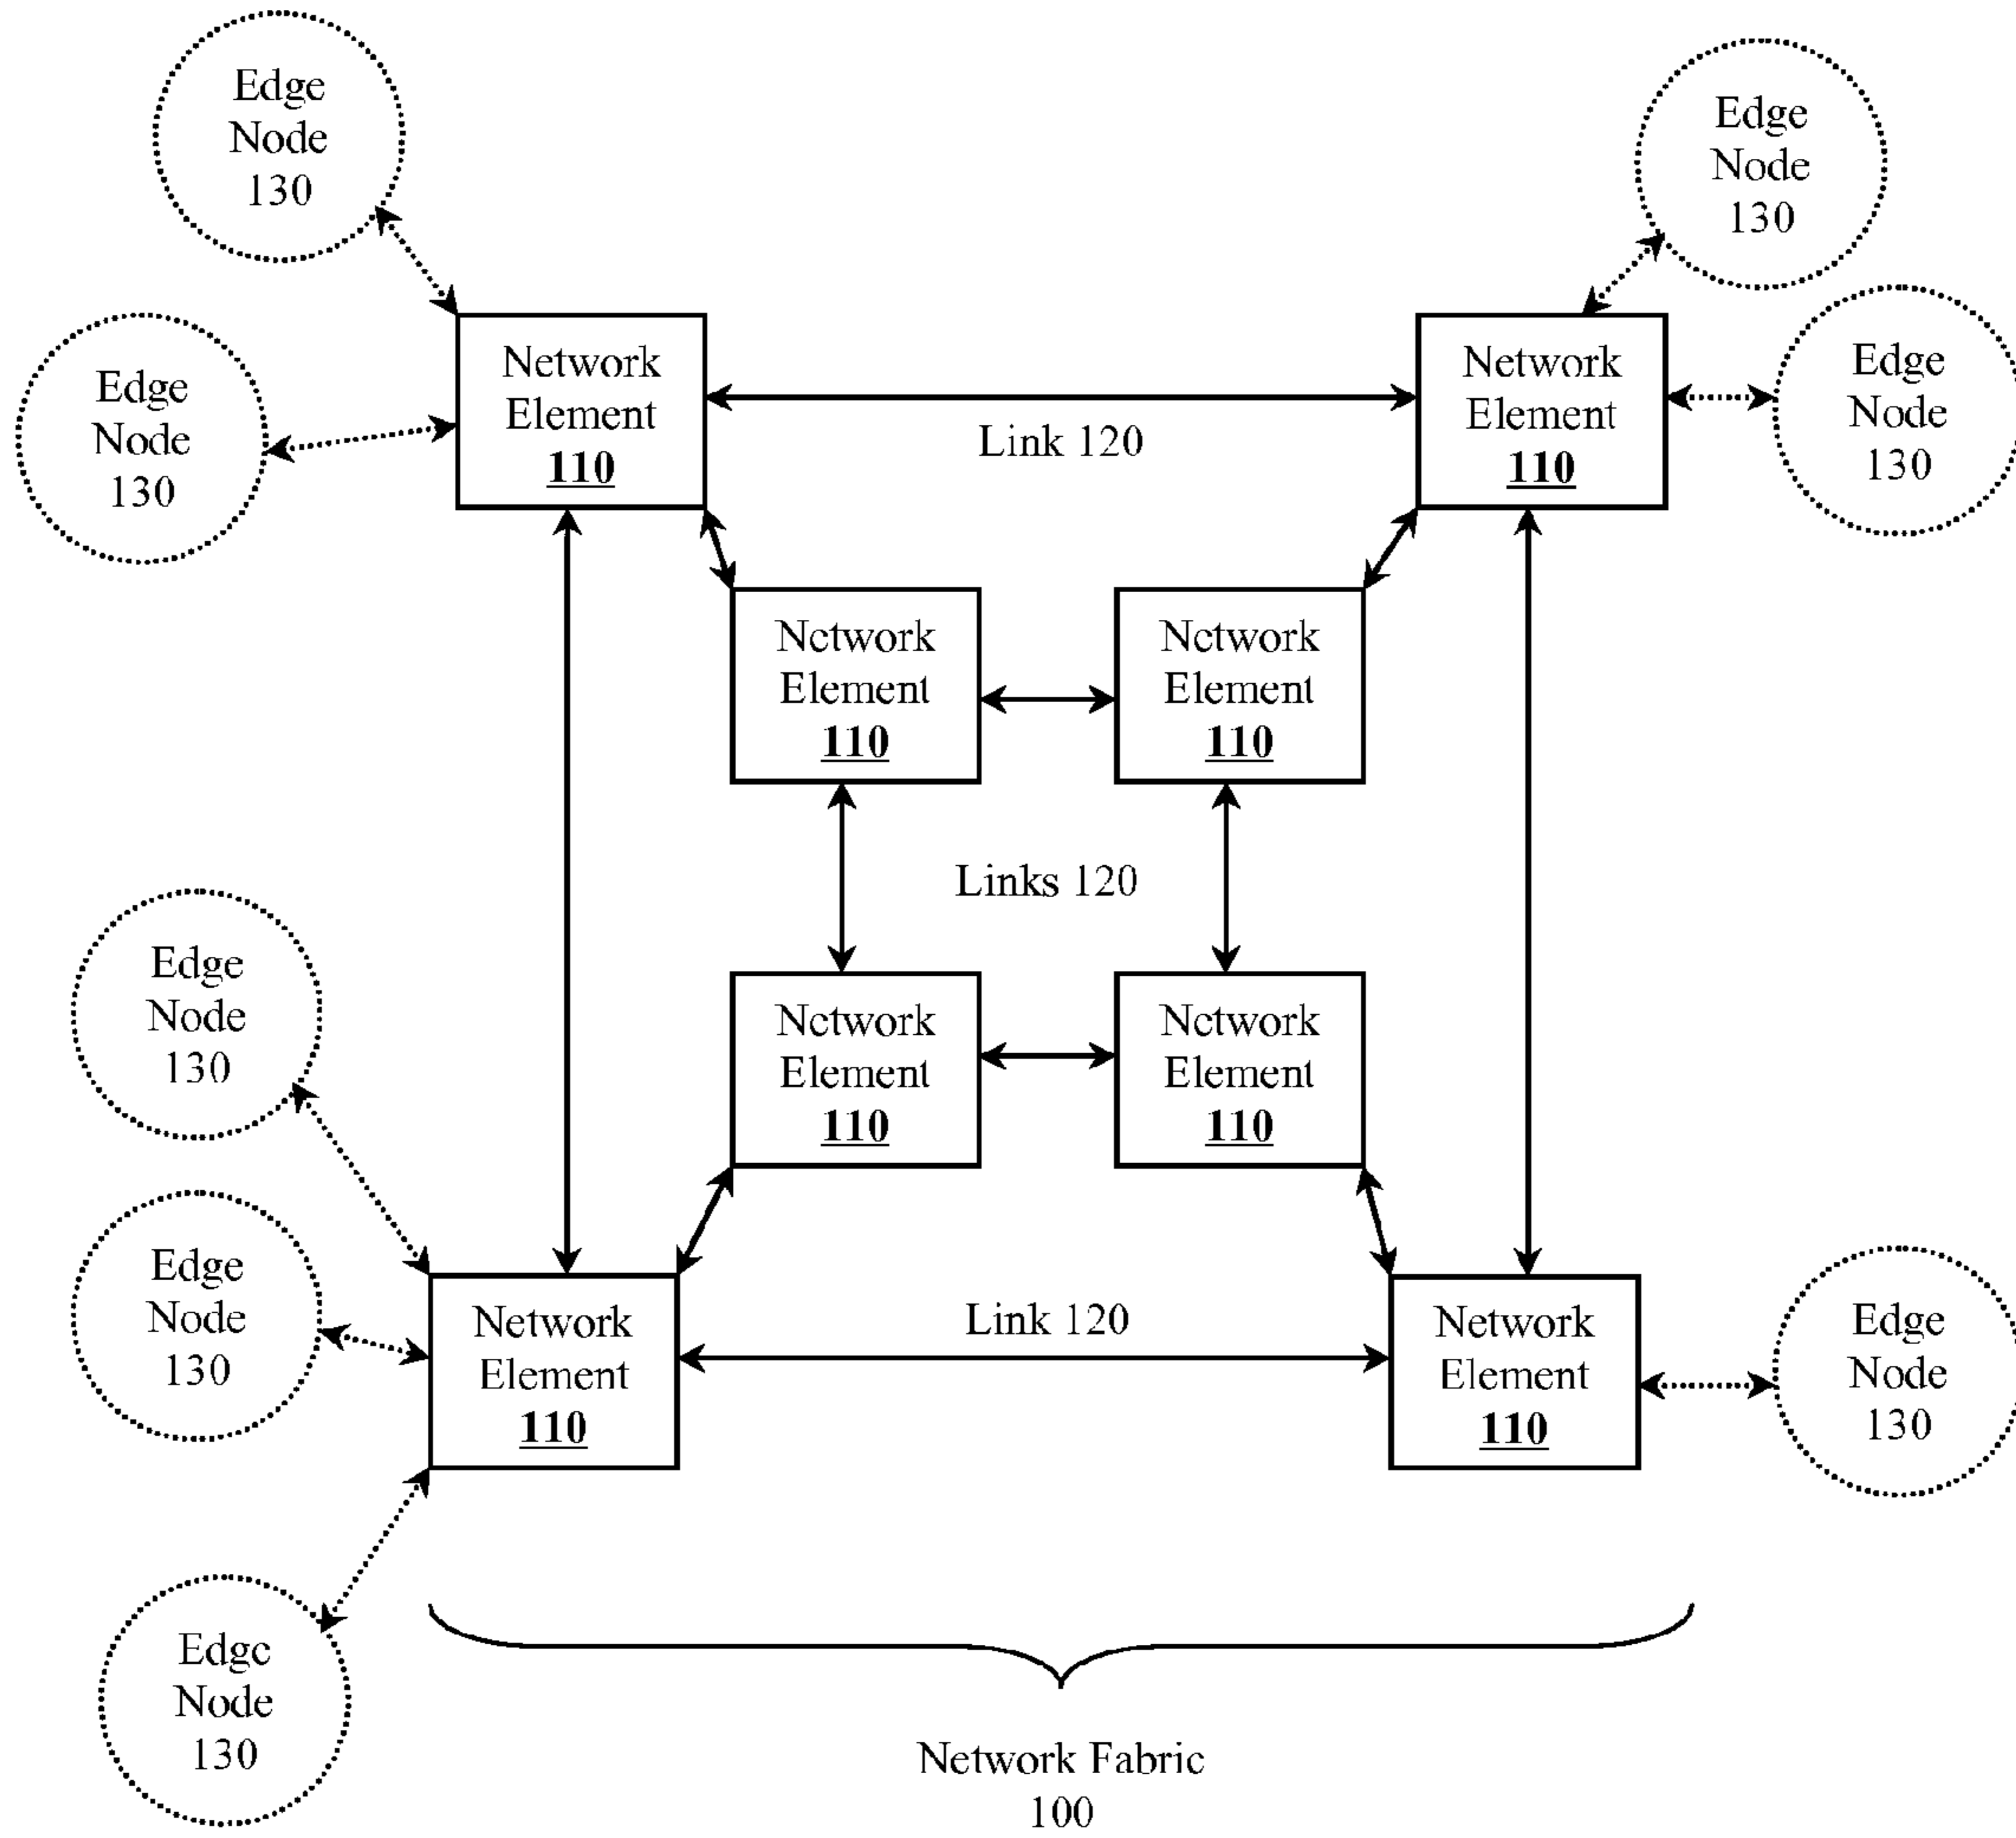 Edge
Node
130
Edge
Node
130
Edge
Node
130
Network
Element
110
Link 120
Network
Element
110
Edge
Node
130
Network
Element
110
Network
Element
110
Links 120
Edge
Node
130
Network
Element
110
Network
Element
110
Edge
Node
130
Network
Element
110
Link 120
Network
Element
110
Edge
Node
130
Edge
Node
130
Network Fabric
100